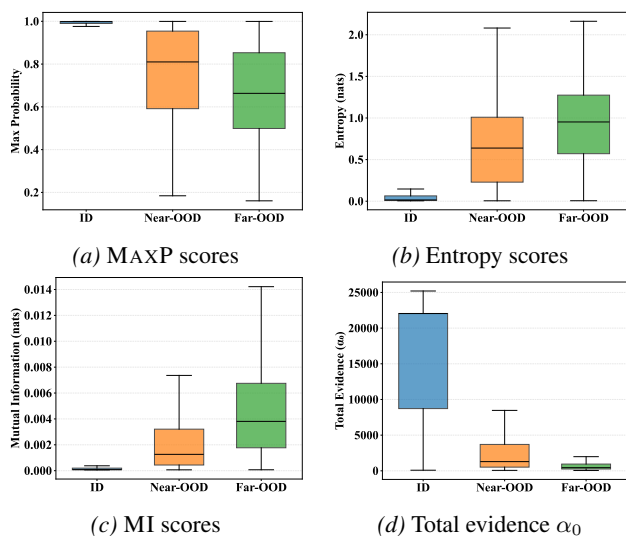 1.0
0.8
0.6
0.4
0.2
Max Probability
ID Near-OOD Far-OOD
(a) MAXP scores
2.0
1.5
1.0
0.5
0.0
Entropy (nats)
ID Near-OOD Far-OOD
(b) Entropy scores
0.014
0.012
0.010
0.008
0.006
0.004
0.002
0.000
Mutual Information (nats)
ID Near-OOD Far-OOD
(c) MI scores
25000
20000
15000
10000
5000
0
Total Evidence (α₀)
ID Near-OOD Far-OOD
(d) Total evidence α₀